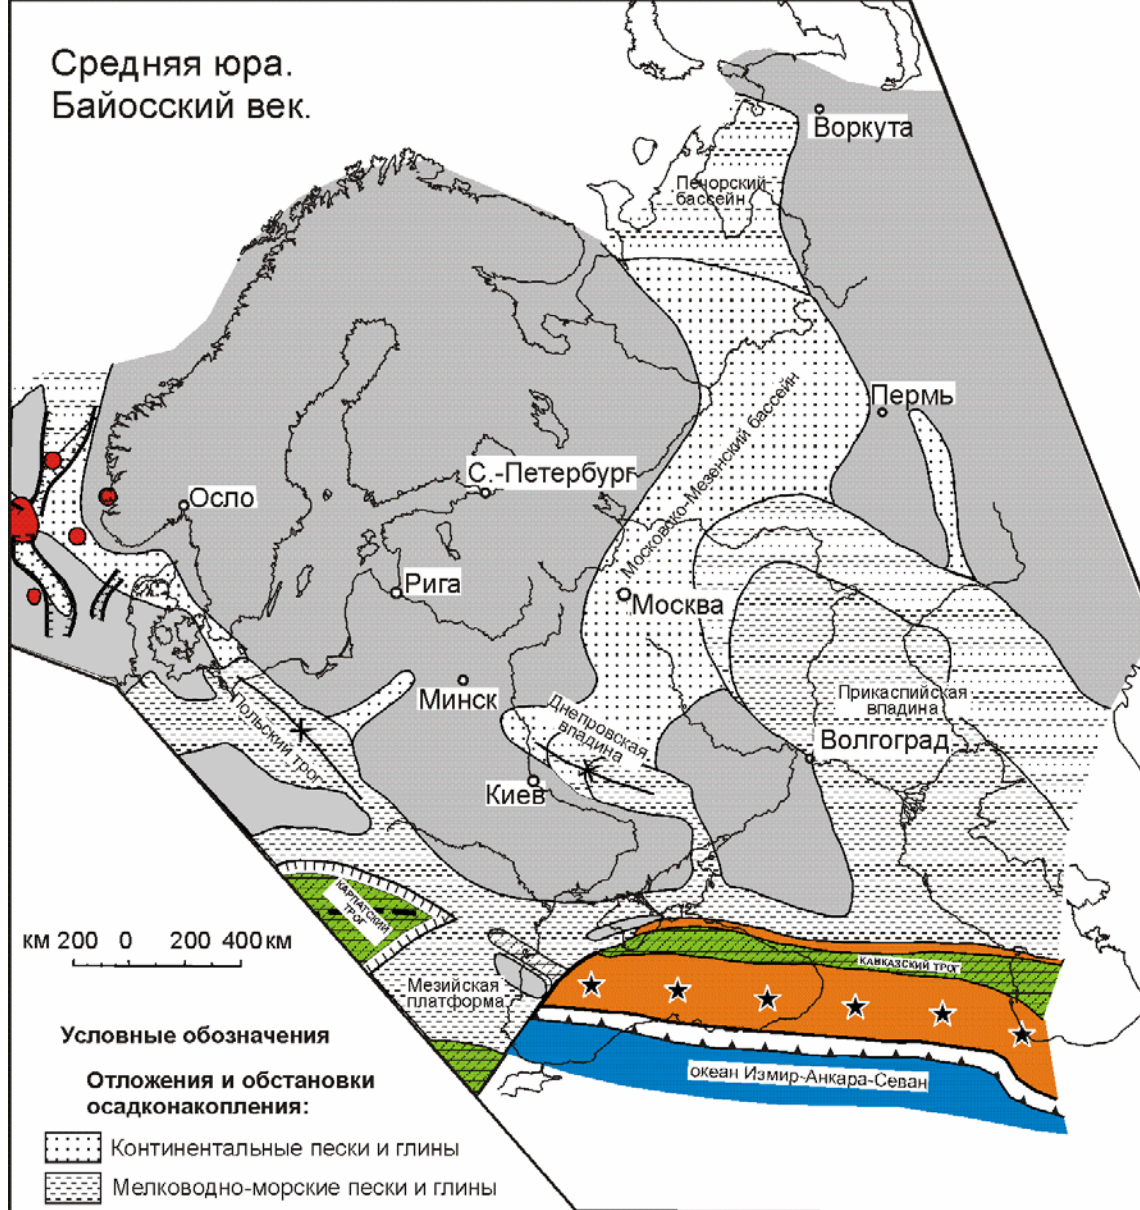 Средняя юра.
Байосский век.
Воркута
Печорский
бассейн
Пермь
Московско-Мезенский бассейн
С.-Петербург
Осло
Рига
Москва
Минск
Польский трог
Днепровская
впадина
Прикаспийская
впадина
Волгоград
Киев
КАРПАТСКИЙ
ТРОГ
км 200 0 200 400 км
КАВКАЗСКИЙ ТРОГ
Мезийская
платформа
океан Измир-Анкара-Севан
Условные обозначения
Отложения и обстановки
осадконакопления:
Континентальные пески и глины
Мелководно-морские пески и глины